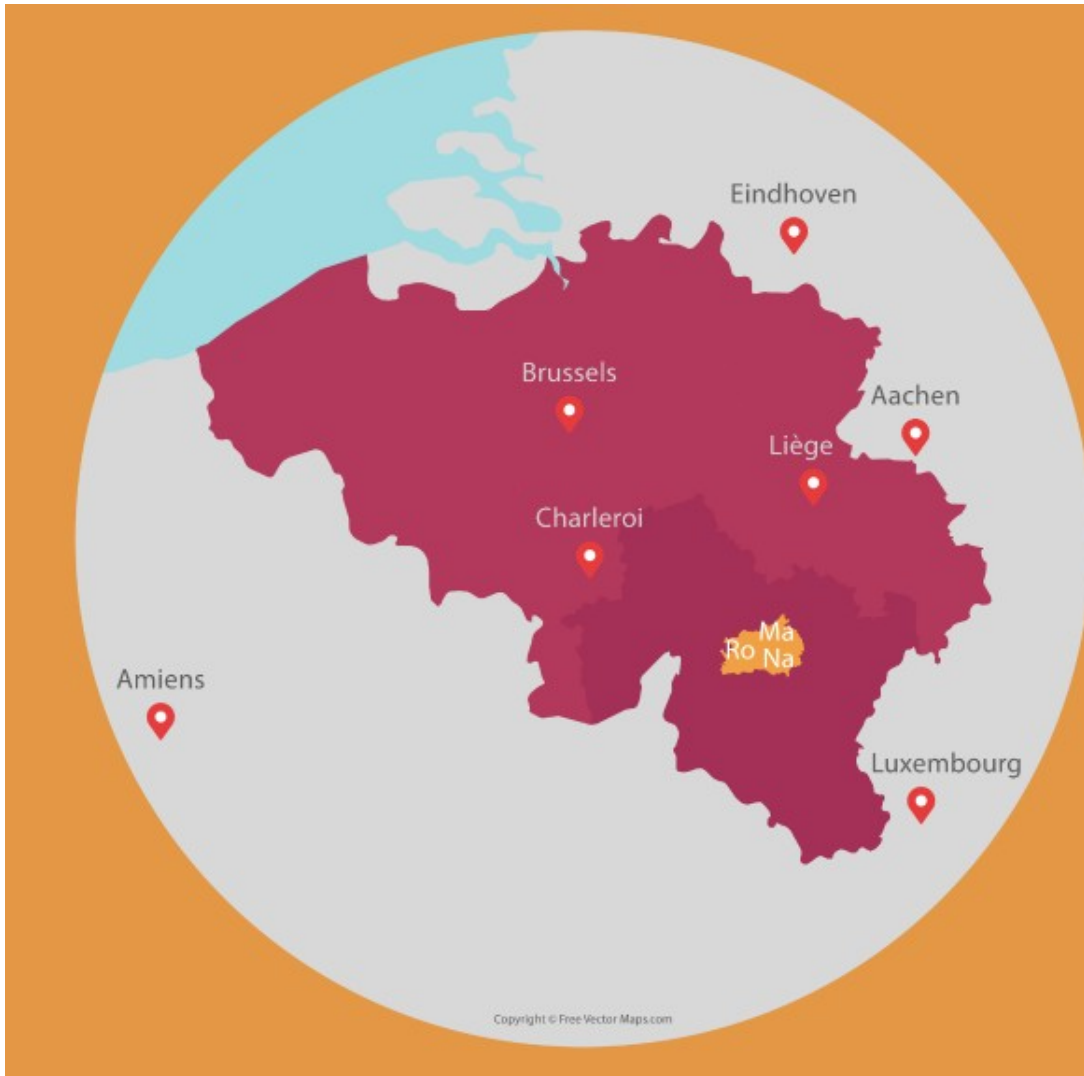 Eindhoven
Brussels
Aachen
Liège
Charleroi
Ma
Ro
Na
Amiens
Luxembourg
Copyright © Free Vector Maps.com